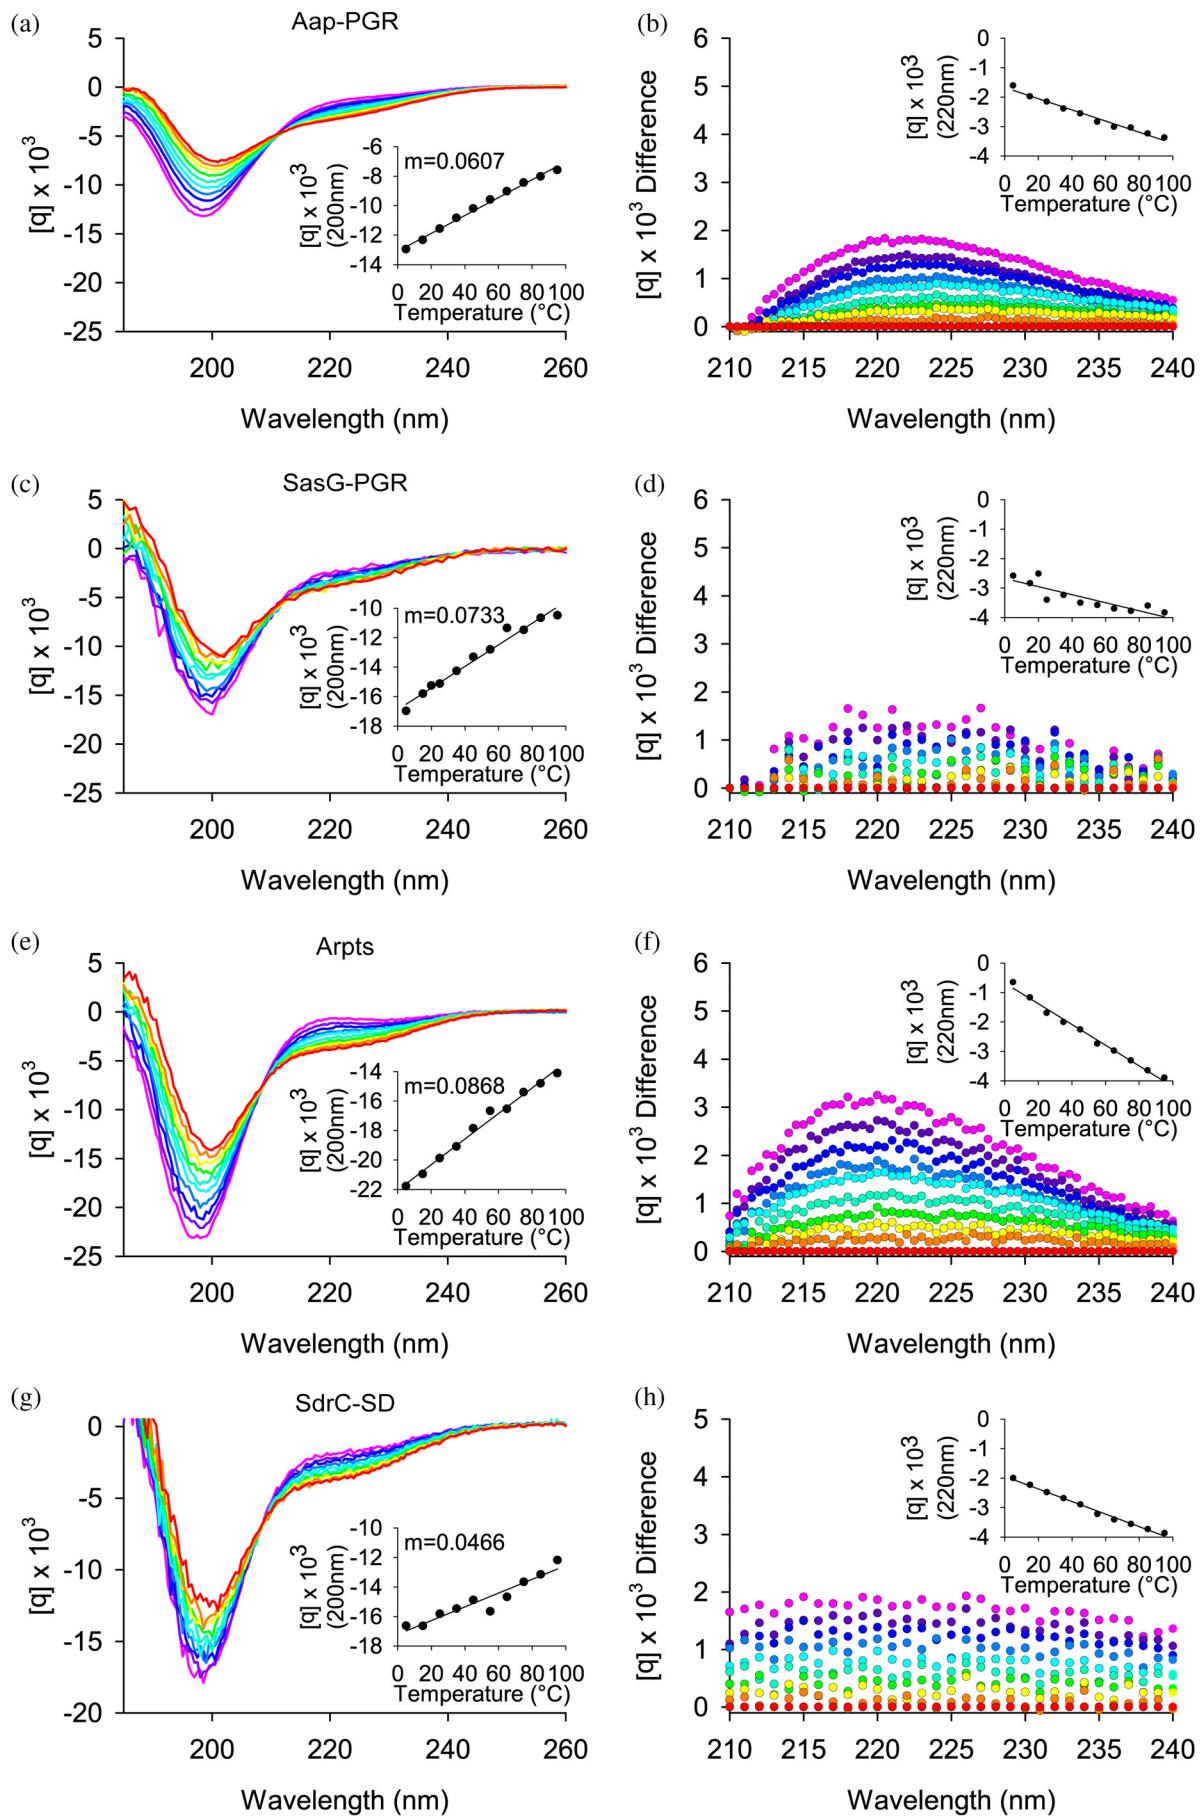 (a) Aap-PGR
5
0
-5
-10
-15
-20
-25
[q] x 10³
200 220 240 260
Wavelength (nm)
m=0.0607
-6
-8
-10
-12
-14
[q] x 10³
(200nm)
0 20 40 60 80 100
Temperature (°C)
(b)
6
5
4
3
2
1
0
[q] x 10³ Difference
210 215 220 225 230 235 240
Wavelength (nm)
0
-1
-2
-3
-4
[q] x 10³
(220nm)
0 20 40 60 80 100
Temperature (°C)
(c) SasG-PGR
5
0
-5
-10
-15
-20
-25
[q] x 10³
200 220 240 260
Wavelength (nm)
m=0.0733
-10
-12
-14
-16
-18
[q] x 10³
(200nm)
0 20 40 60 80 100
Temperature (°C)
(d)
6
5
4
3
2
1
0
[q] x 10³ Difference
210 215 220 225 230 235 240
Wavelength (nm)
0
-1
-2
-3
-4
[q] x 10³
(220nm)
0 20 40 60 80 100
Temperature (°C)
(e) Arpts
5
0
-5
-10
-15
-20
-25
[q] x 10³
200 220 240 260
Wavelength (nm)
m=0.0868
-14
-16
-18
-20
-22
[q] x 10³
(200nm)
0 20 40 60 80 100
Temperature (°C)
(f)
6
5
4
3
2
1
0
[q] x 10³ Difference
210 215 220 225 230 235 240
Wavelength (nm)
0
-1
-2
-3
-4
[q] x 10³
(220nm)
0 20 40 60 80 100
Temperature (°C)
(g) SdrC-SD
0
-5
-10
-15
-20
[q] x 10³
200 220 240 260
Wavelength (nm)
m=0.0466
-10
-12
-14
-16
-18
[q] x 10³
(200nm)
0 20 40 60 80 100
Temperature (°C)
(h)
5
4
3
2
1
0
[q] x 10³ Difference
210 215 220 225 230 235 240
Wavelength (nm)
0
-1
-2
-3
-4
[q] x 10³
(220nm)
0 20 40 60 80 100
Temperature (°C)